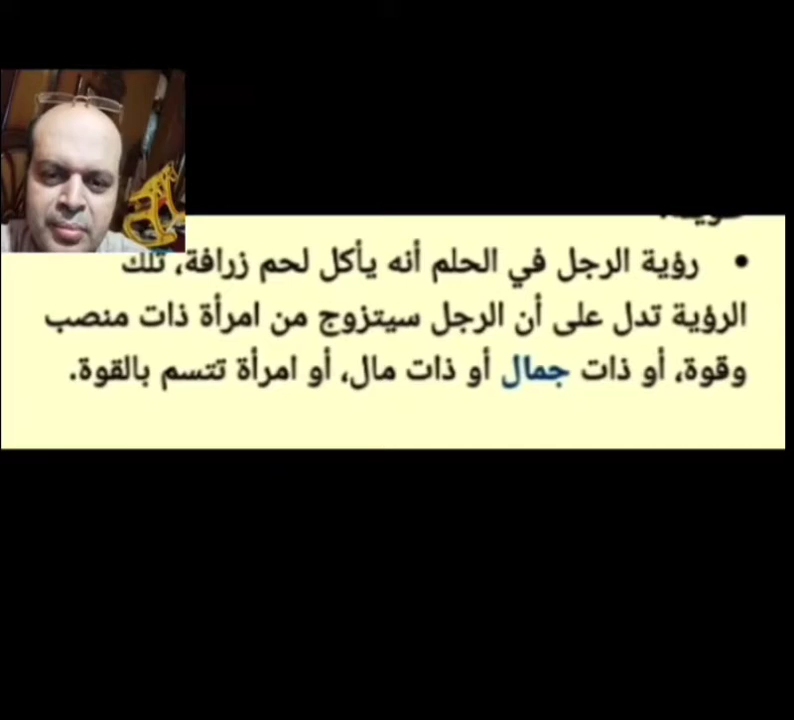 • رؤية الرجل في الحلم أنه يأكل لحم زرافة، تلك
الرؤية تدل على أن الرجل سيتزوج من امرأة ذات منصب
وقوة، أو ذات جمال أو ذات مال، أو امرأة تتسم بالقوة.